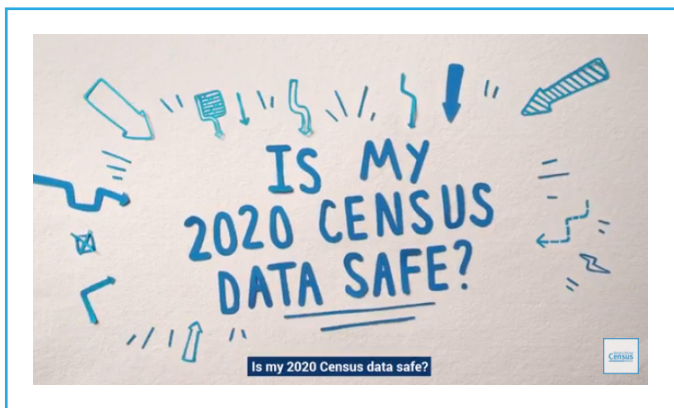 IS MY
2020 CENSUS
DATA SAFE?
Is my 2020 Census data safe?
Census